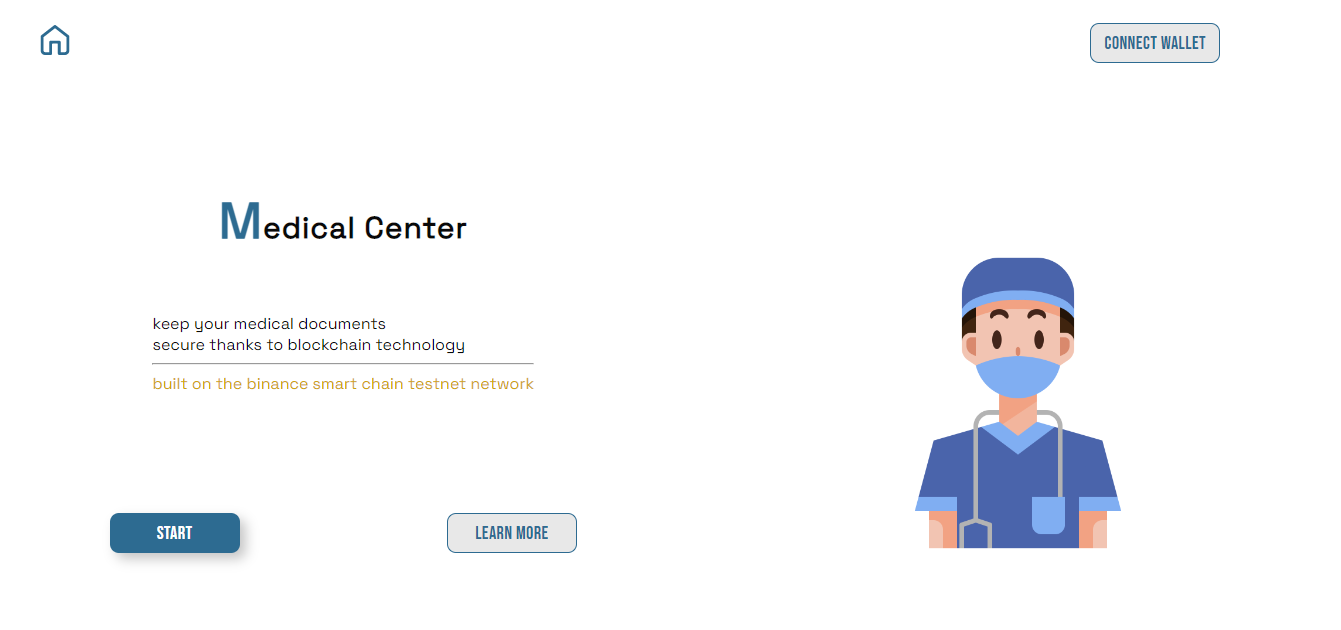 CONNECT WALLET
Medical Center
keep your medical documents
secure thanks to blockchain technology
built on the binance smart chain testnet network
START
LEARN MORE